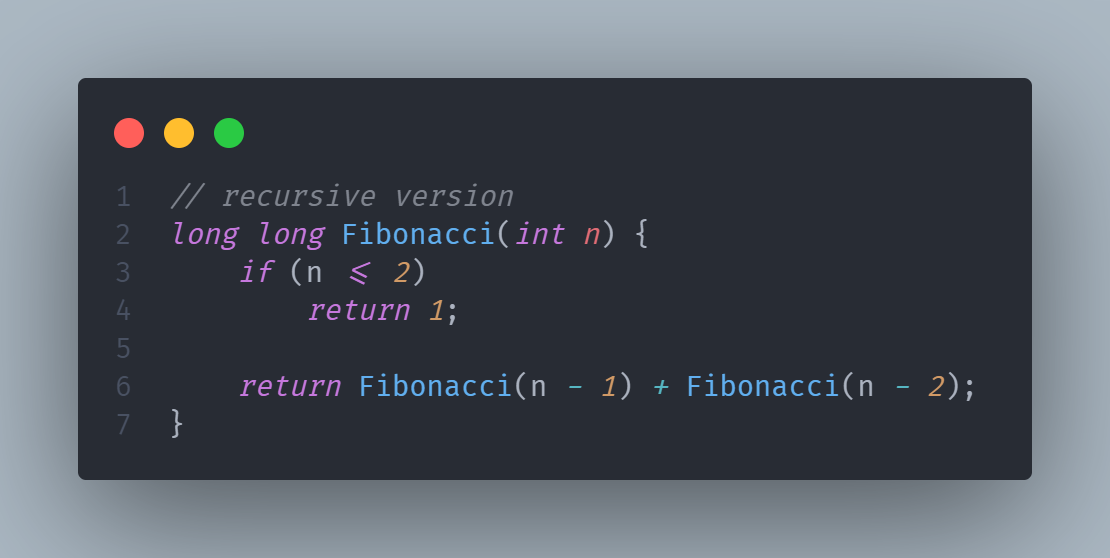 1 // recursive version
2 long long Fibonacci(int n) {
3     if (n <= 2)
4         return 1;
5
6     return Fibonacci(n - 1) + Fibonacci(n - 2);
7 }